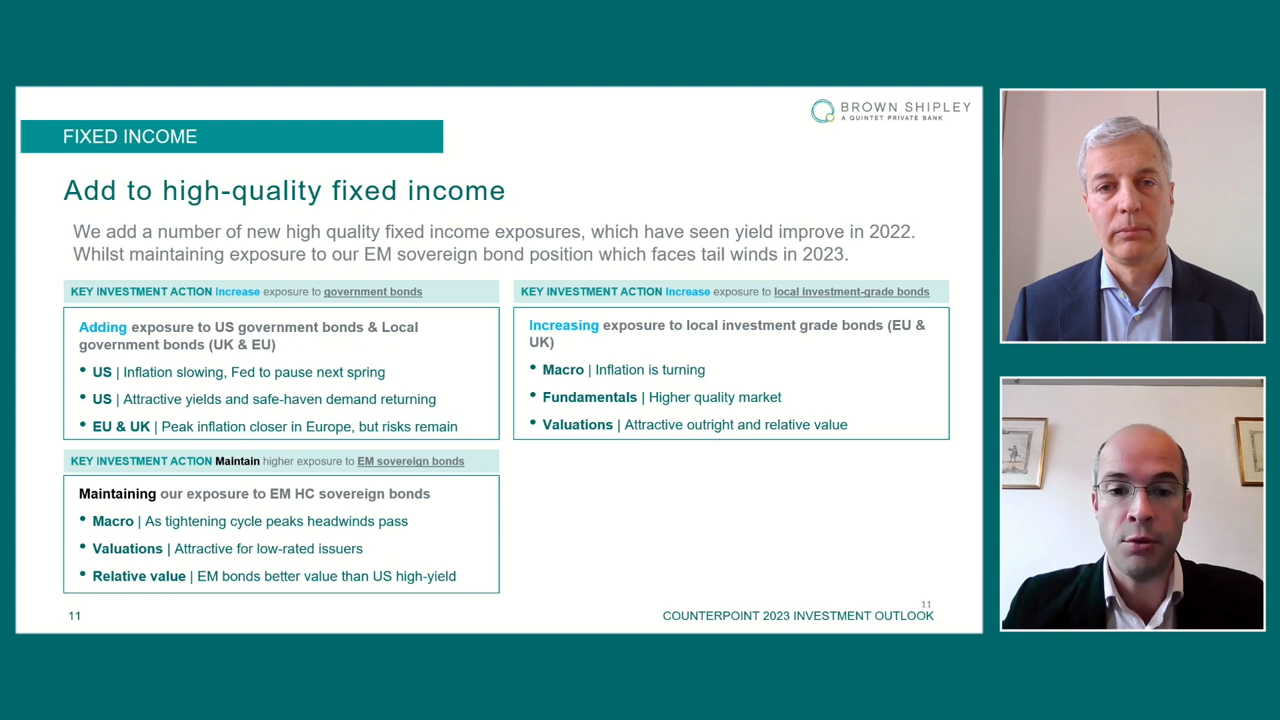 BROWN SHIPLEY
A QUINTET PRIVATE BANK
FIXED INCOME
Add to high-quality fixed income
We add a number of new high quality fixed income exposures, which have seen yield improve in 2022.
Whilst maintaining exposure to our EM sovereign bond position which faces tail winds in 2023.
KEY INVESTMENT ACTION Increase exposure to government bonds
Adding exposure to US government bonds & Local
government bonds (UK & EU)
• US | Inflation slowing, Fed to pause next spring
• US | Attractive yields and safe-haven demand returning
• EU & UK | Peak inflation closer in Europe, but risks remain
KEY INVESTMENT ACTION Increase exposure to local investment-grade bonds
Increasing exposure to local investment grade bonds (EU &
UK)
• Macro | Inflation is turning
• Fundamentals | Higher quality market
• Valuations | Attractive outright and relative value
KEY INVESTMENT ACTION Maintain higher exposure to EM sovereign bonds
Maintaining our exposure to EM HC sovereign bonds
• Macro | As tightening cycle peaks headwinds pass
• Valuations | Attractive for low-rated issuers
• Relative value | EM bonds better value than US high-yield
11
11
COUNTERPOINT 2023 INVESTMENT OUTLOOK